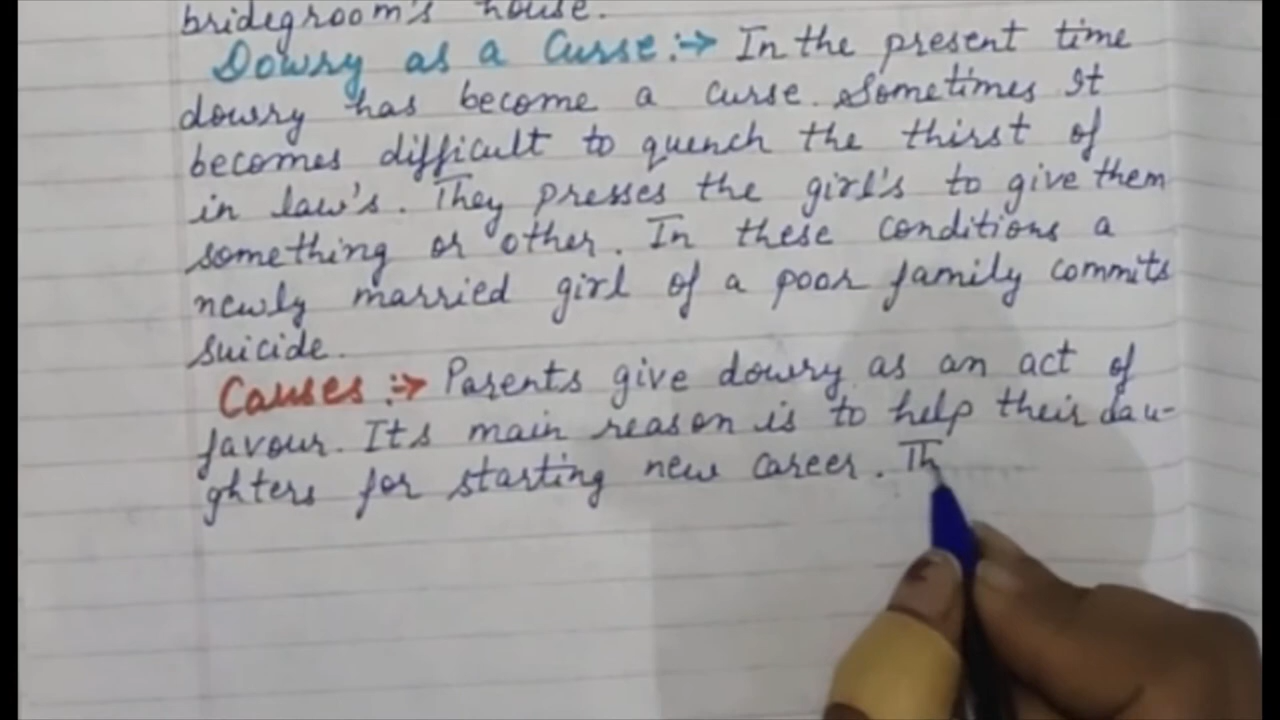 bridegroom's house.
Dowry as a Curse :→ In the present time
dowry has become a curse. Sometimes It
becomes difficult to quench the thirst of
in law's. They presses the girl's to give them
something or other. In these conditions a
newly married girl of a poor family commits
suicide.
Causes :→ Parents give dowry as an act of
favour. Its main reason is to help their dau-
ghters for starting new career. Th